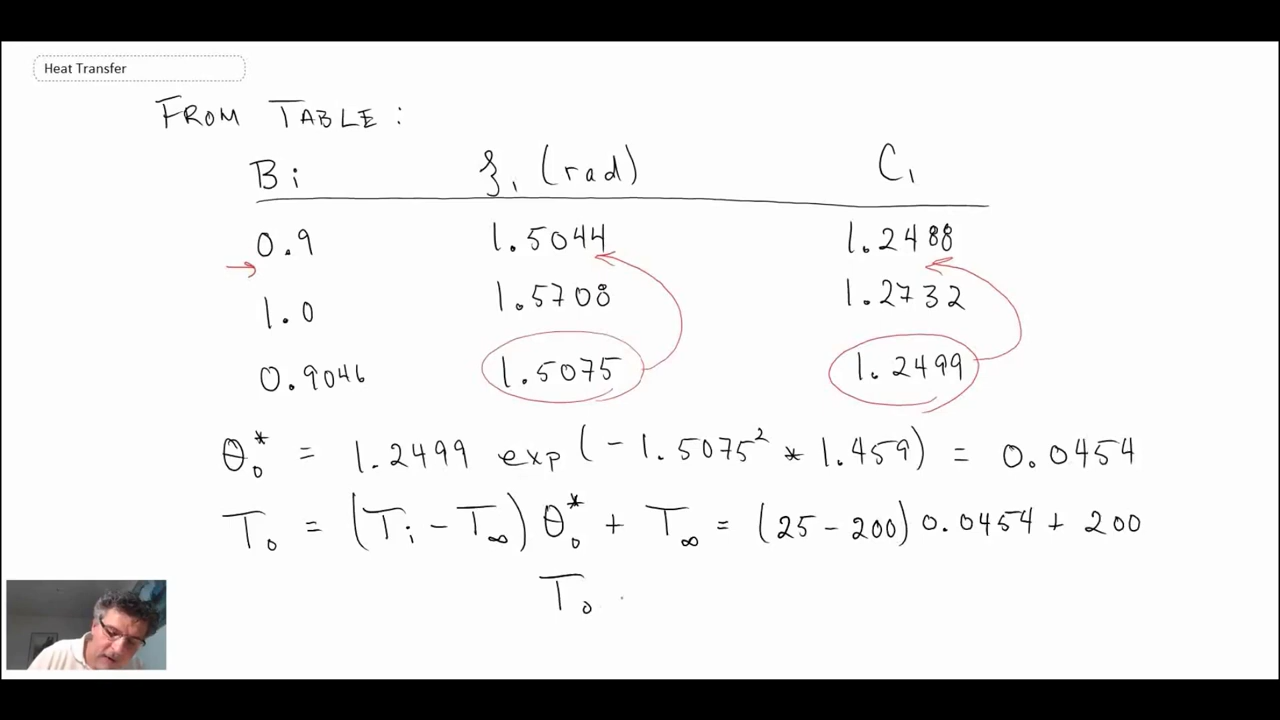 Heat Transfer
FROM TABLE:
Bi ξ₁ (rad) C₁
0.9 1.5044 1.2488
1.0 1.5708 1.2732
0.9046 1.5075 1.2499
θ₀* = 1.2499 exp(-1.5075² * 1.459) = 0.0454
T₀ = (Tᵢ - T∞) θ₀* + T∞ = (25 - 200) 0.0454 + 200
T₀